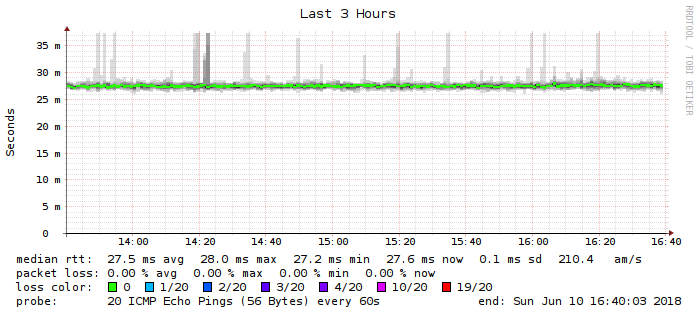 Last 3 Hours
RRDTOOL / TOBI OETIKER
Seconds
35 m
30 m
25 m
20 m
15 m
10 m
5 m
0
14:00 14:20 14:40 15:00 15:20 15:40 16:00 16:20 16:40
median rtt: 27.5 ms avg 28.0 ms max 27.2 ms min 27.6 ms now 0.1 ms sd 210.4 am/s
packet loss: 0.00 % avg 0.00 % max 0.00 % min 0.00 % now
loss color: 0 1/20 2/20 3/20 4/20 10/20 19/20
probe: 20 ICMP Echo Pings (56 Bytes) every 60s end: Sun Jun 10 16:40:03 2018